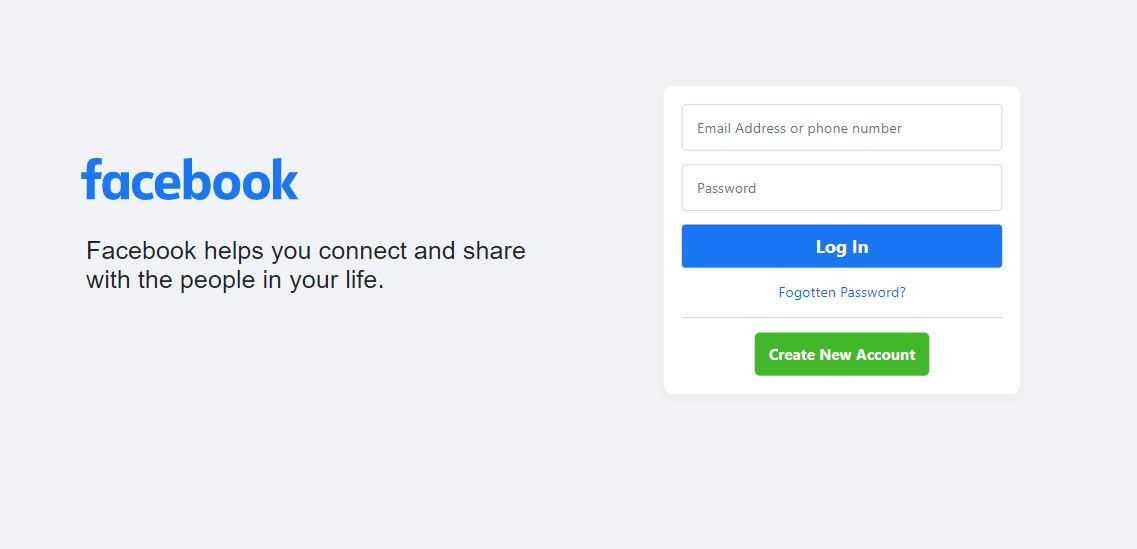 facebook
Facebook helps you connect and share
with the people in your life.
Email Address or phone number
Password
Log In
Fogotten Password?
Create New Account